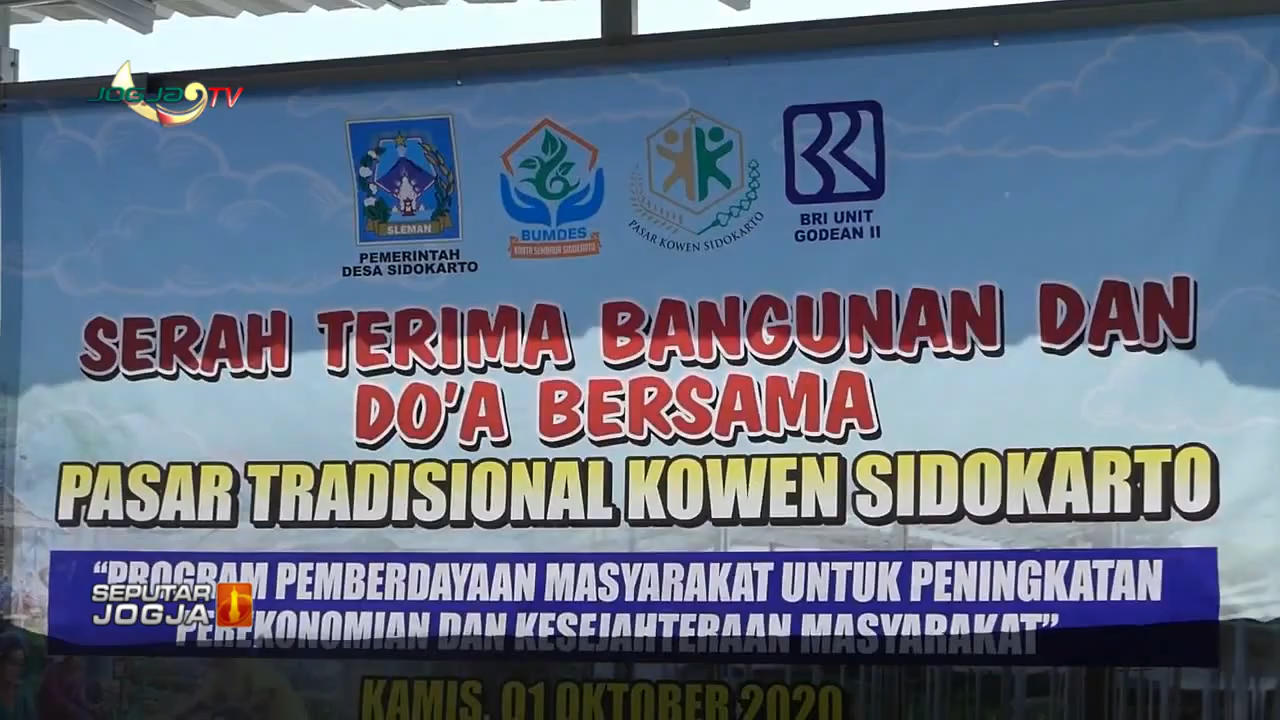 JOGJA TV
SLEMAN
PEMERINTAH
DESA SIDOKARTO
BUMDES
PASAR KOWEN SIDOKARTO
BRI UNIT
GODEAN II
SERAH TERIMA BANGUNAN DAN
DO'A BERSAMA
PASAR TRADISIONAL KOWEN SIDOKARTO
"PROGRAM PEMBERDAYAAN MASYARAKAT UNTUK PENINGKATAN
PEREKONOMIAN DAN KESEJAHTERAAN MASYARAKAT"
SEPUTAR
JOGJA 6
KAMIS, 01 OKTOBER 2020